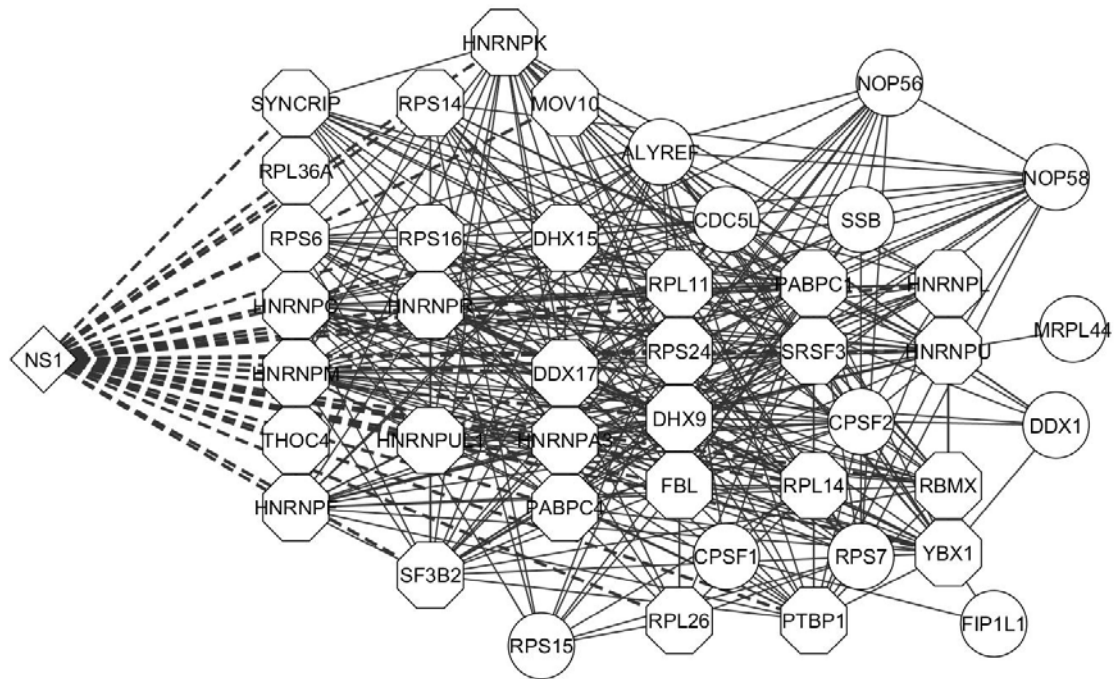 HNRNPK
NOP56
SYNCRIP
RPS14
MOV10
ALYREF
RPL36A
NOP58
CDC5L
SSB
RPS6
RPS16
DHX15
RPL11
PABPC1
HNRNPL
HNRNPC
HNRNPR
MRPL44
NS1
RPS24
SRSF3
HNRNPU
HNRNPM
DDX17
DHX9
CPSF2
DDX1
THOC4
HNRNPUL1
HNRNPA3
FBL
RPL14
RBMX
HNRNPF
PABPC4
SF3B2
CPSF1
RPS7
YBX1
RPS15
RPL26
PTBP1
FIP1L1